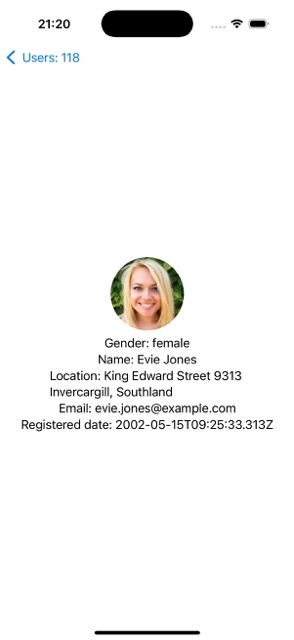 21:20
Users: 118
Gender: female
Name: Evie Jones
Location: King Edward Street 9313
Invercargill, Southland
Email: evie.jones@example.com
Registered date: 2002-05-15T09:25:33.313Z